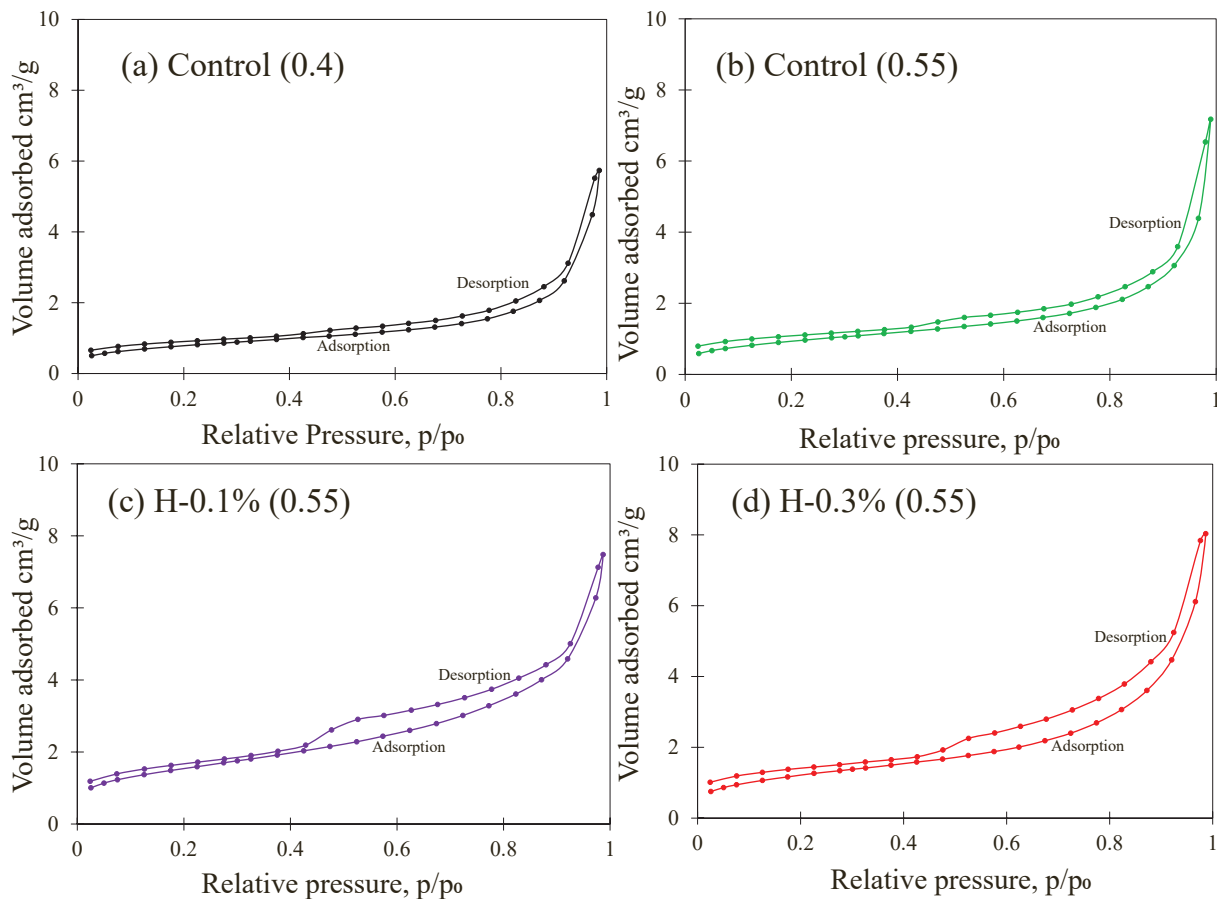 (a) Control (0.4)
Volume adsorbed cm³/g
10
8
6
4
2
0
Desorption
Adsorption
0
0.2
0.4
0.6
0.8
1
Relative Pressure, p/p₀
(b) Control (0.55)
Volume adsorbed cm³/g
10
8
6
4
2
0
Desorption
Adsorption
0
0.2
0.4
0.6
0.8
1
Relative pressure, p/p₀
(c) H-0.1% (0.55)
Volume adsorbed cm³/g
10
8
6
4
2
0
Desorption
Adsorption
0
0.2
0.4
0.6
0.8
1
Relative pressure, p/p₀
(d) H-0.3% (0.55)
Volume adsorbed cm³/g
10
8
6
4
2
0
Desorption
Adsorption
0
0.2
0.4
0.6
0.8
1
Relative pressure, p/p₀